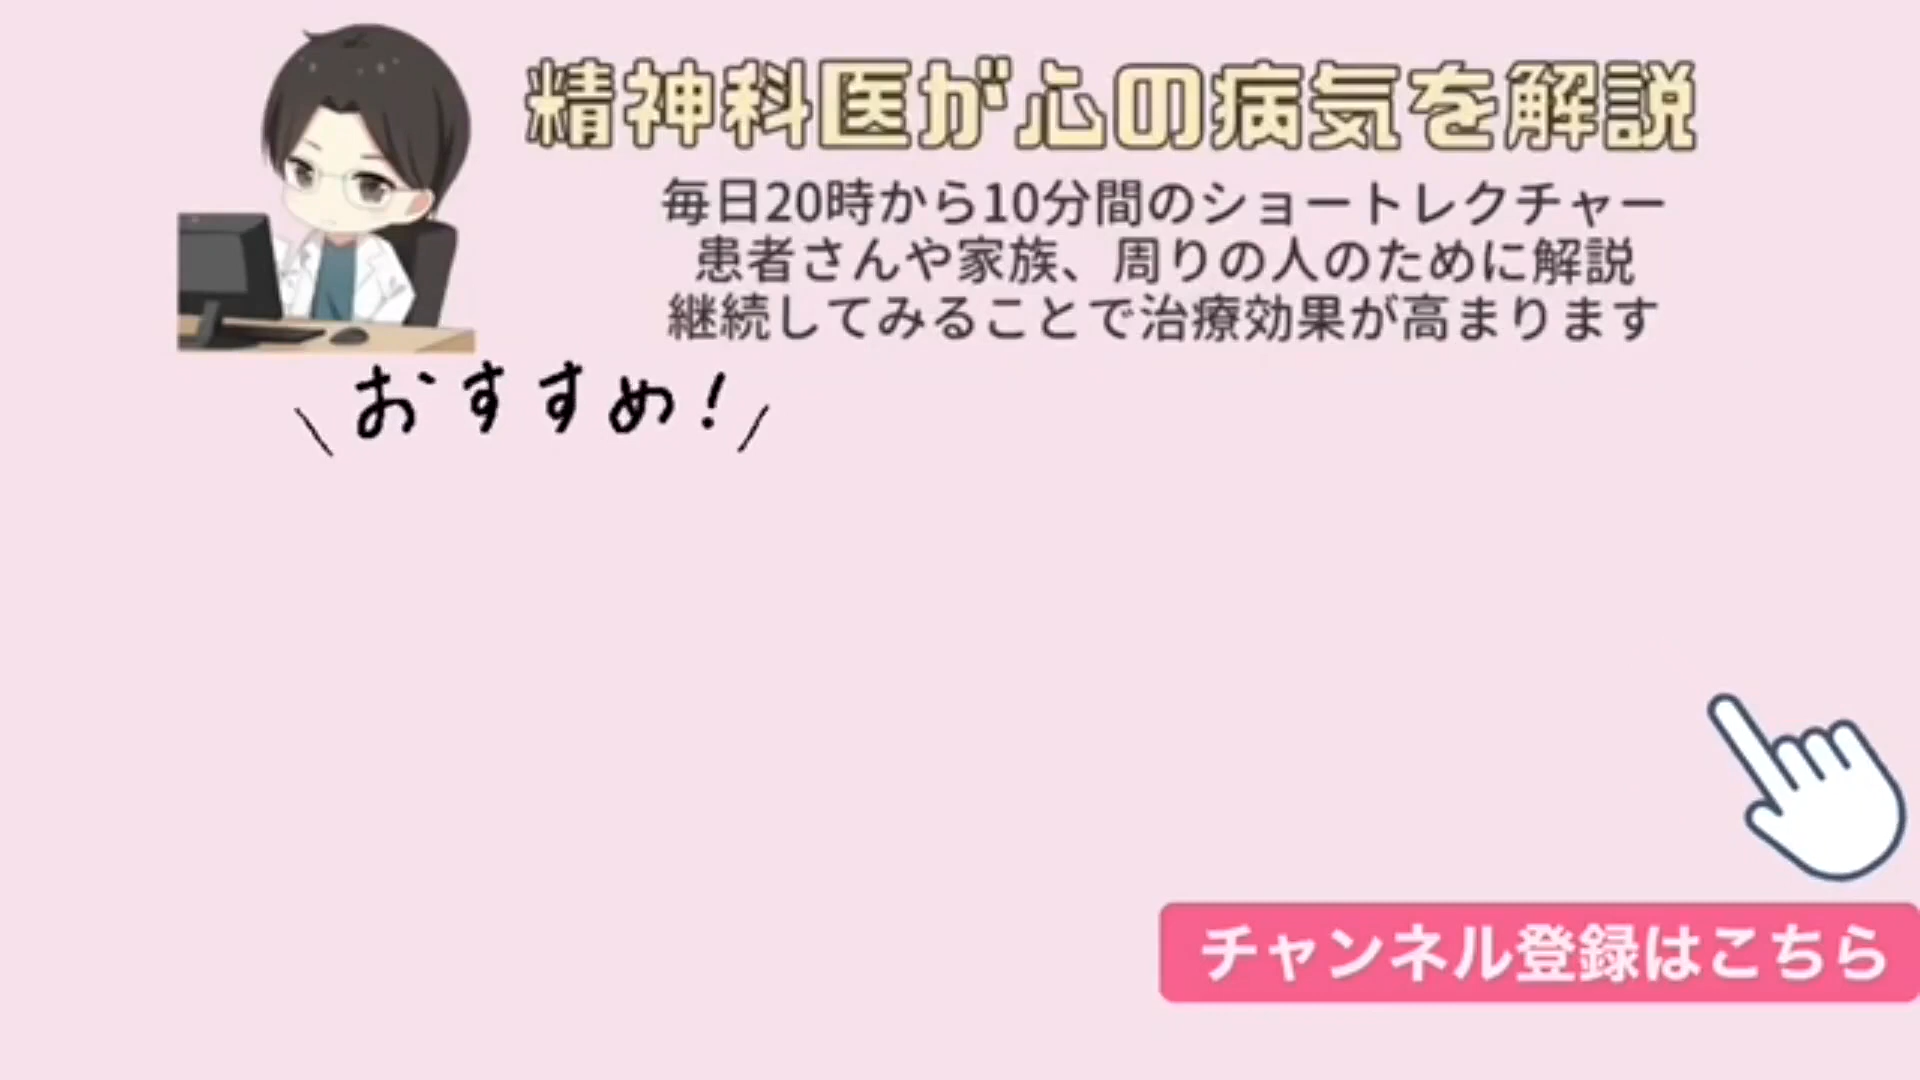 精神科医が心の病気を解説
毎日20時から10分間のショートレクチャー
患者さんや家族、周りの人のために解説
継続してみることで治療効果が高まります
おすすめ!
チャンネル登録はこちら